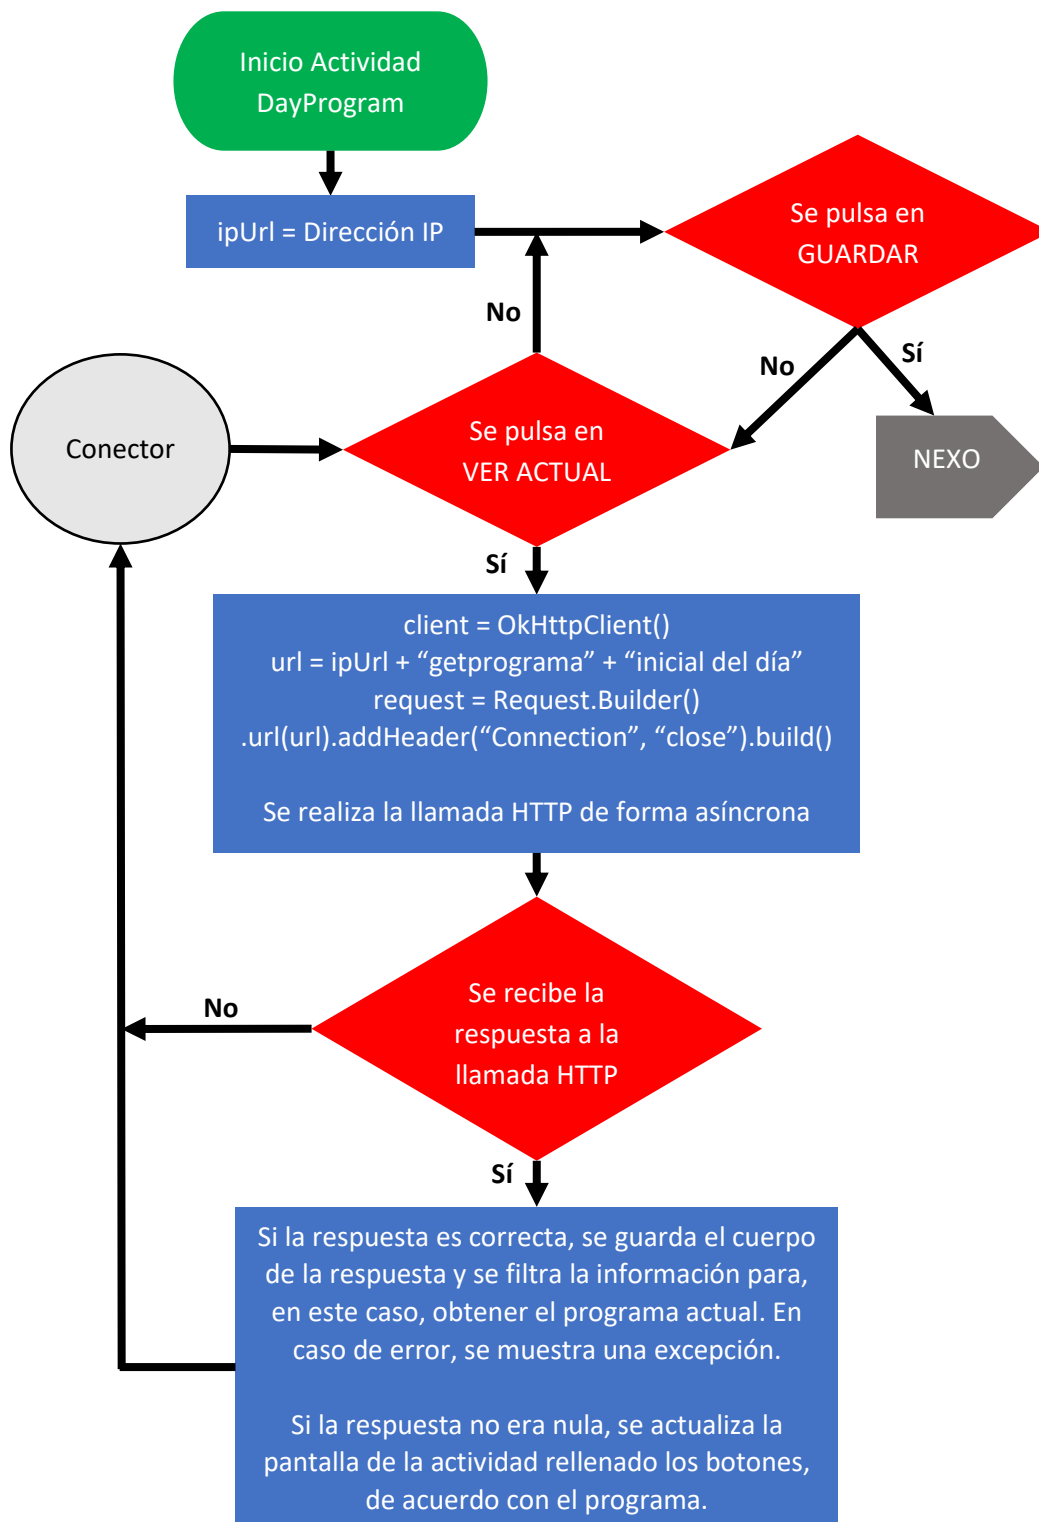 Inicio Actividad
DayProgram
ipUrl = Dirección IP
Se pulsa en
GUARDAR
No
No
Sí
Conector
Se pulsa en
VER ACTUAL
NEXO
Sí
client = OkHttpClient()
url = ipUrl + “getprograma” + “inicial del día”
request = Request.Builder()
.url(url).addHeader(“Connection”, “close”).build()
Se realiza la llamada HTTP de forma asíncrona
Se recibe la
respuesta a la
llamada HTTP
No
Sí
Si la respuesta es correcta, se guarda el cuerpo
de la respuesta y se filtra la información para,
en este caso, obtener el programa actual. En
caso de error, se muestra una excepción.
Si la respuesta no era nula, se actualiza la
pantalla de la actividad rellenado los botones,
de acuerdo con el programa.